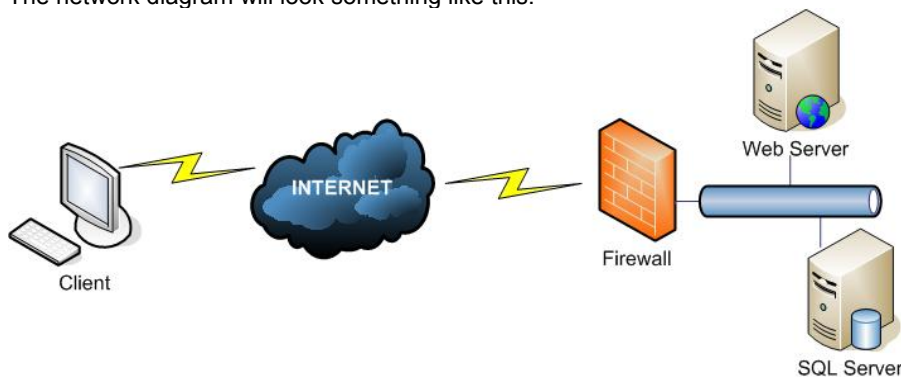 The network diagram will look something like this:
Web Server
INTERNET
Firewall
Client
SQL Server